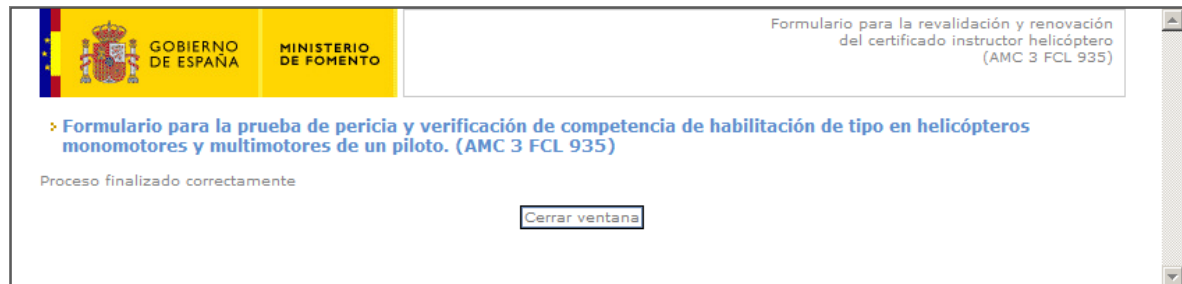 GOBIERNO
DE ESPAÑA
MINISTERIO
DE FOMENTO
Formulario para la revalidación y renovación
del certificado instructor helicóptero
(AMC 3 FCL 935)
Formulario para la prueba de pericia y verificación de competencia de habilitación de tipo en helicópteros
monomotores y multimotores de un piloto. (AMC 3 FCL 935)
Proceso finalizado correctamente
Cerrar ventana